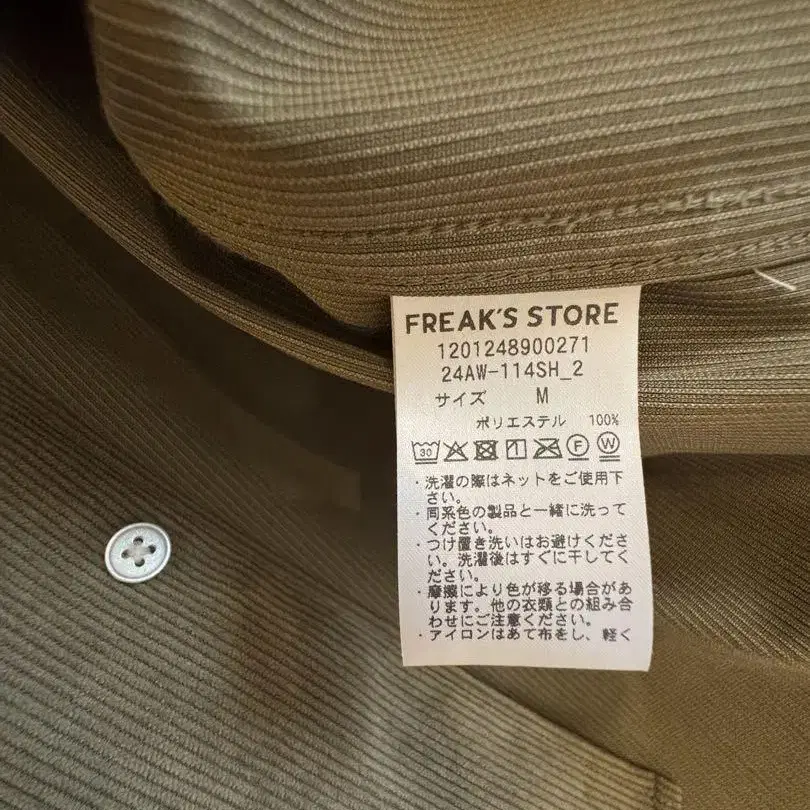 FREAK'S STORE
1201248900271
24AW-114SH_2
サイズ M
ポリエステル 100%
30 F W
・洗濯の際はネットをご使用下
さい。
・同系色の製品と一緒に洗って
ください。
・つけ置き洗いはお避けくださ
い。洗濯後はすぐに干してく
ださい。
・摩擦により色が移る場合があ
ります。他の衣類との組み合
わせにご注意ください。
・アイロンはあて布をし、軽く